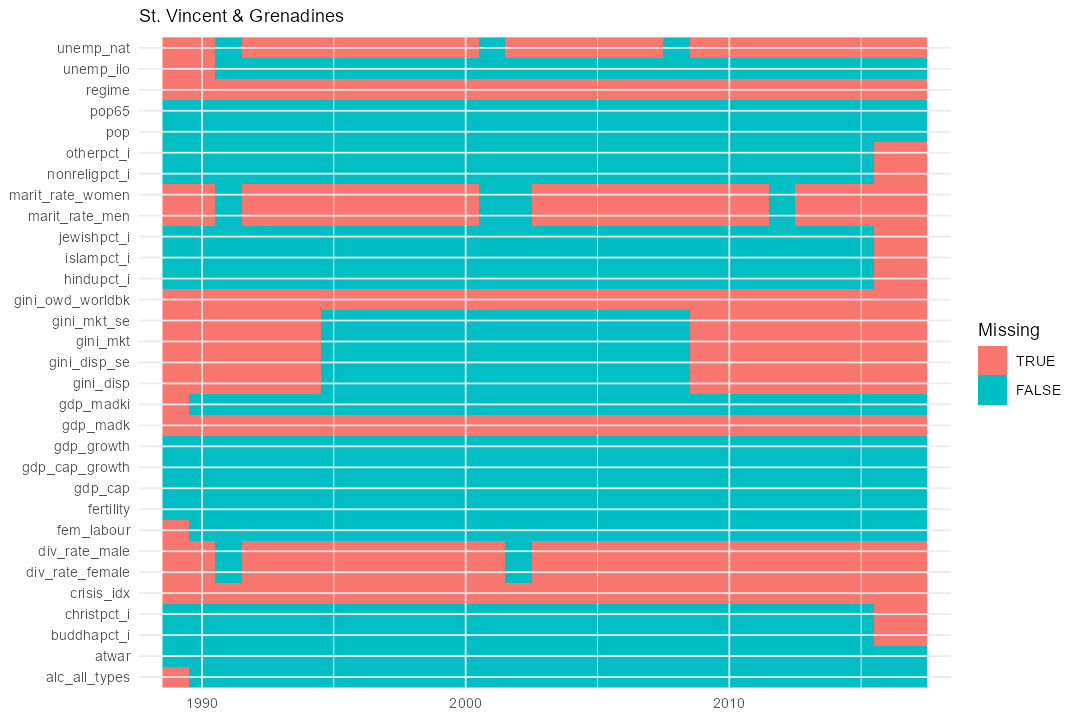 St. Vincent & Grenadines
unemp_nat
unemp_ilo
regime
pop65
pop
otherpct_i
nonreligpct_i
marit_rate_women
marit_rate_men
jewishpct_i
islampct_i
hindupct_i
gini_owd_worldbk
gini_mkt_se
gini_mkt
gini_disp_se
gini_disp
gdp_madki
gdp_madk
gdp_growth
gdp_cap_growth
gdp_cap
fertility
fem_labour
div_rate_male
div_rate_female
crisis_idx
christpct_i
buddhapct_i
atwar
alc_all_types
1990 2000 2010
Missing
TRUE
FALSE